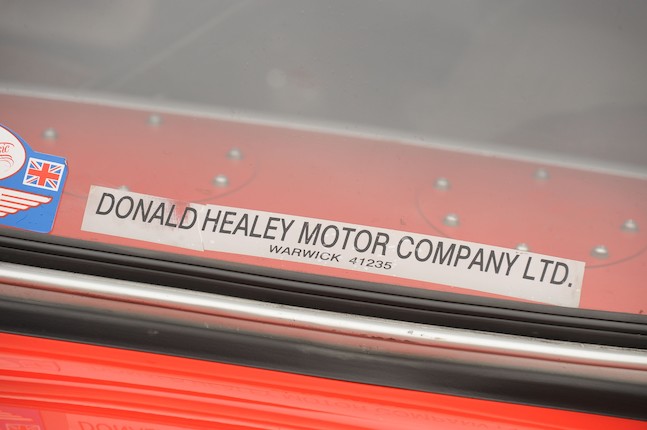 DONALD HEALEY MOTOR COMPANY LTD.
WARWICK 41235